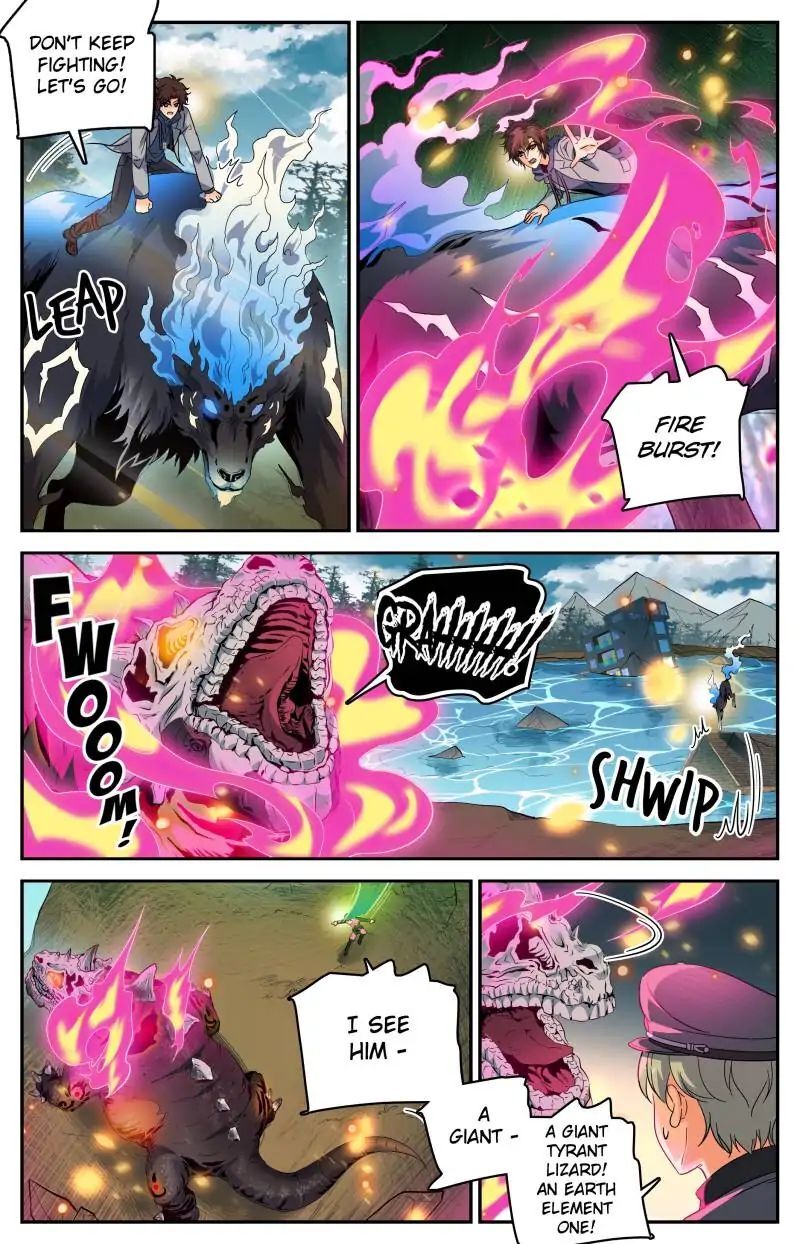 DON'T KEEP
FIGHTING!
LET'S GO!
LEAP
FIRE
BURST!
FWOOOM!
GRAHHHHH!
SHWIP
I SEE
HIM -
A
GIANT -
A GIANT
TYRANT
LIZARD!
AN EARTH
ELEMENT
ONE!